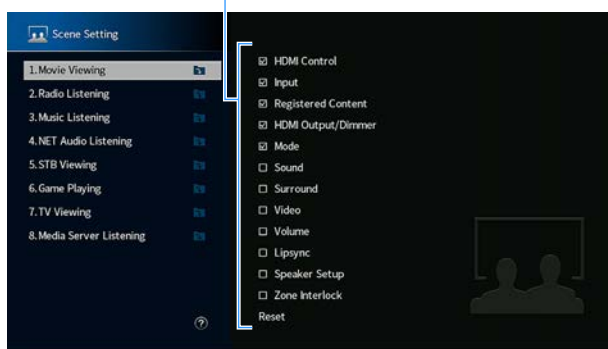 Scene Setting
1.Movie Viewing
2.Radio Listening
3.Music Listening
4.NET Audio Listening
5.STB Viewing
6.Game Playing
7.TV Viewing
8.Media Server Listening
?
HDMI Control
Input
Registered Content
HDMI Output/Dimmer
Mode
Sound
Surround
Video
Volume
Lipsync
Speaker Setup
Zone Interlock
Reset